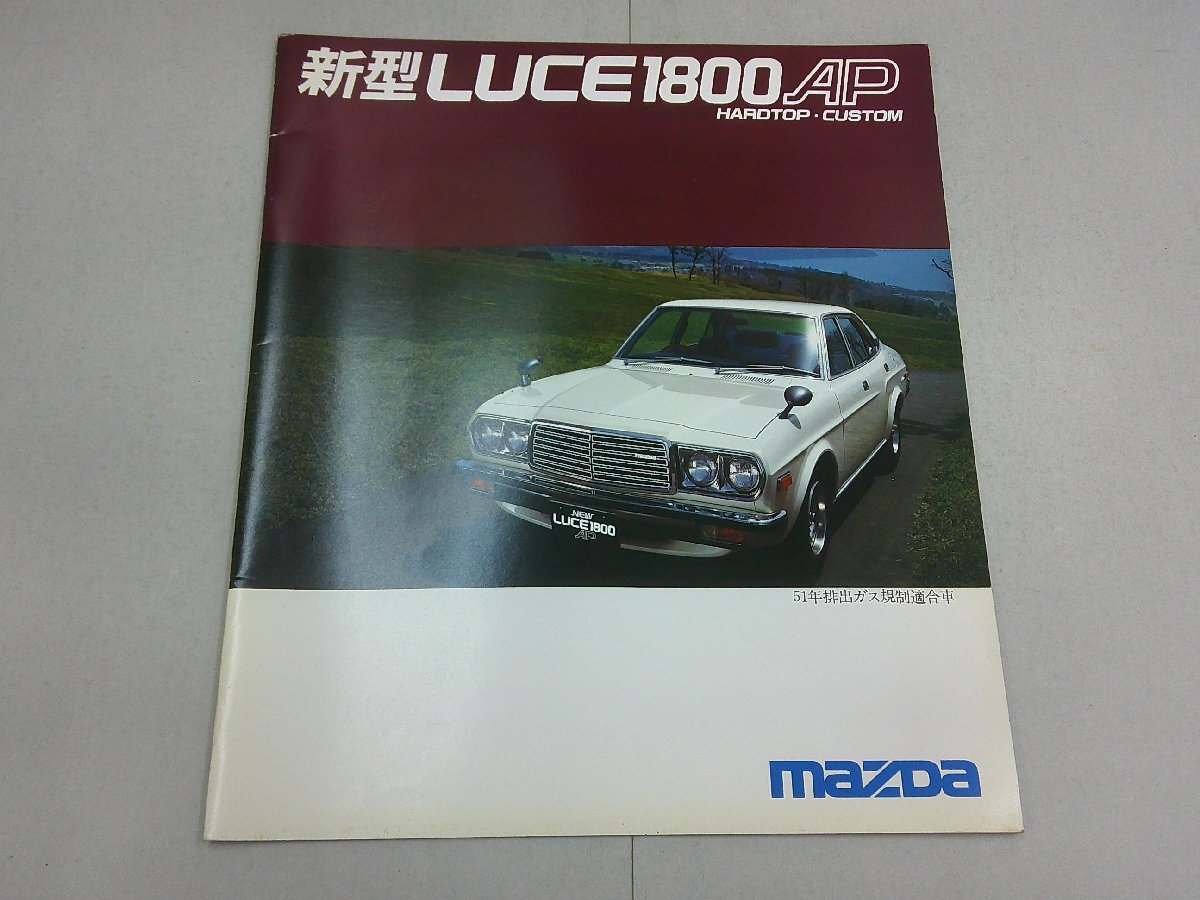 新型LUCE1800AP
HARDTOP・CUSTOM
NEW
LUCE1800
AP
51年排出ガス規制適合車
mazda